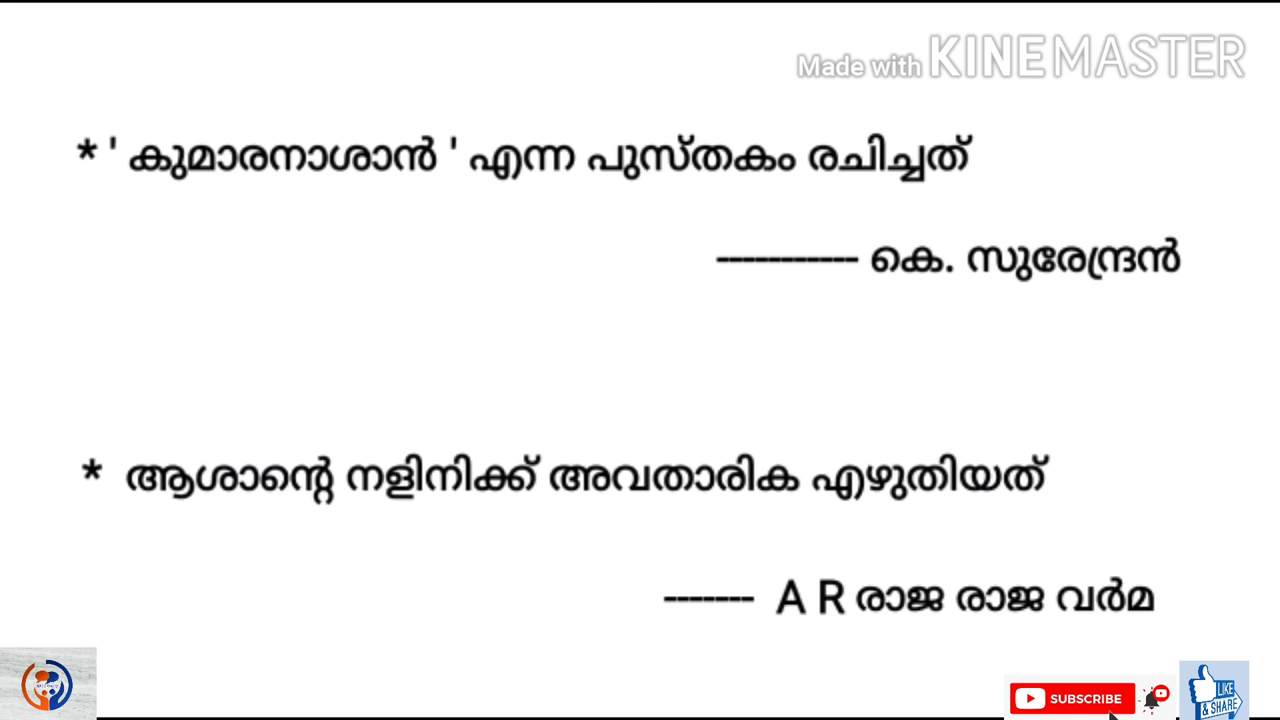 Made with KINEMASTER
* ' കുമാരനാശാൻ ' എന്ന പുസ്തകം രചിച്ചത്
----------- കെ. സുരേന്ദ്രൻ
* ആശാന്റെ നളിനിക്ക് അവതാരിക എഴുതിയത്
------- A R രാജ രാജ വർമ
SUBSCRIBE
LIKE
& SHARE